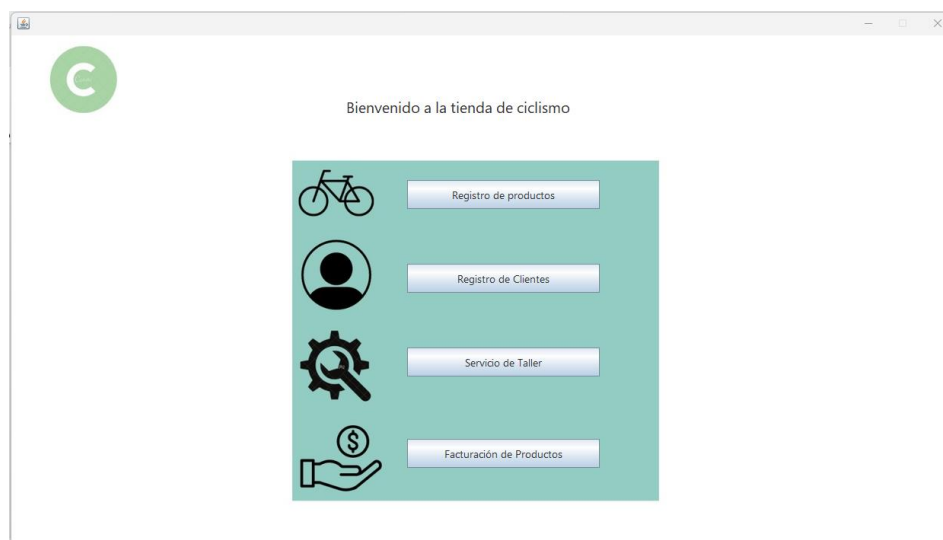 C
Bienvenido a la tienda de ciclismo
Registro de productos
Registro de Clientes
Servicio de Taller
$
Facturación de Productos